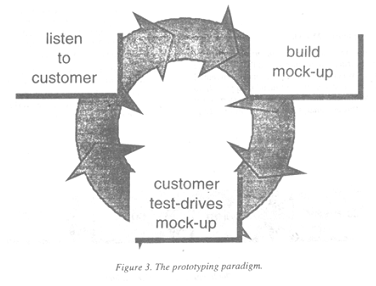 listen
to
customer
build
mock-up
customer
test-drives
mock-up
Figure 3. The prototyping paradigm.